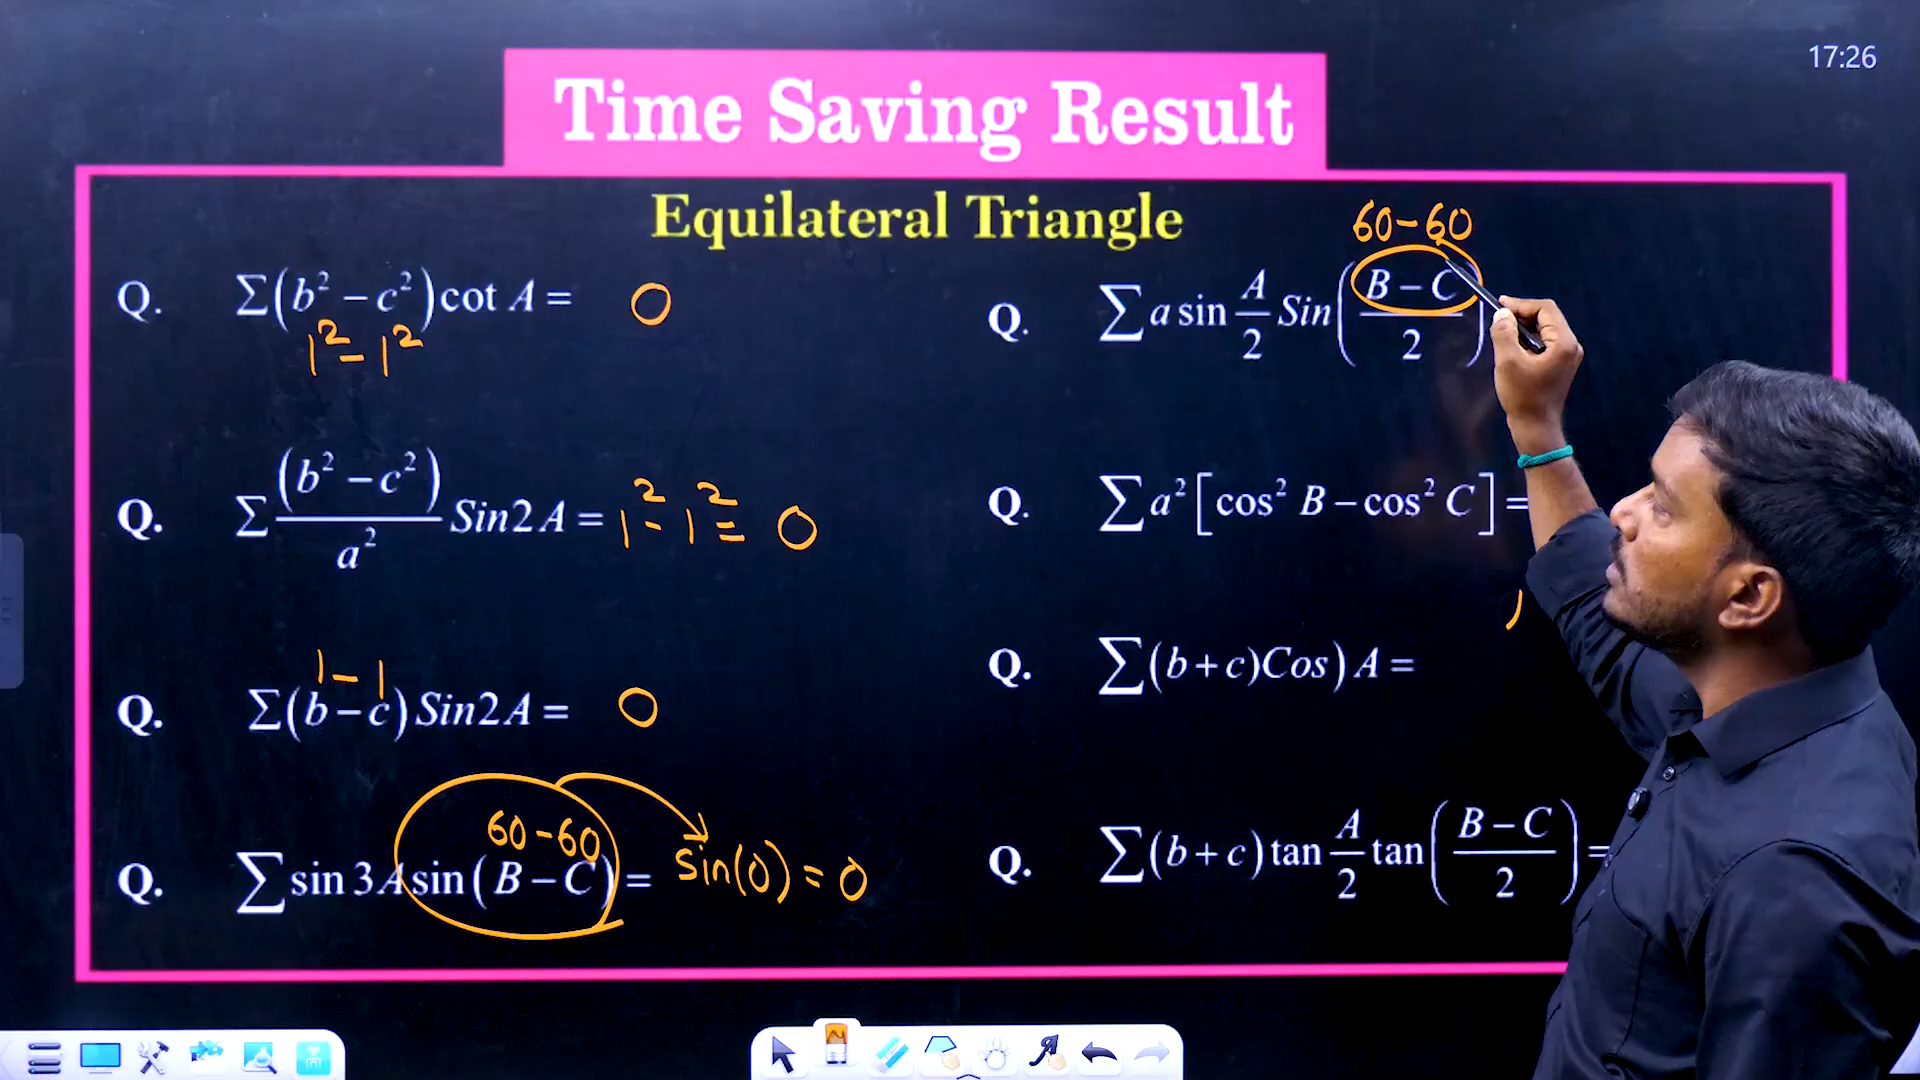 17:26
Time Saving Result
Equilateral Triangle
Q. Σ(b² − c²)cot A = 0
1² − 1²
Q. Σ (b² − c²)/a² Sin2A = 1² − 1² = 0
1 − 1
Q. Σ(b − c)Sin2A = 0
60 − 60
Q. Σ sin 3A sin(B − C) = sin(0) = 0
60 − 60
Q. Σ a sin A/2 Sin((B − C)/2)
Q. Σ a² [cos² B − cos² C] =
Q. Σ(b + c)Cos) A =
Q. Σ(b + c) tan A/2 tan((B − C)/2) =